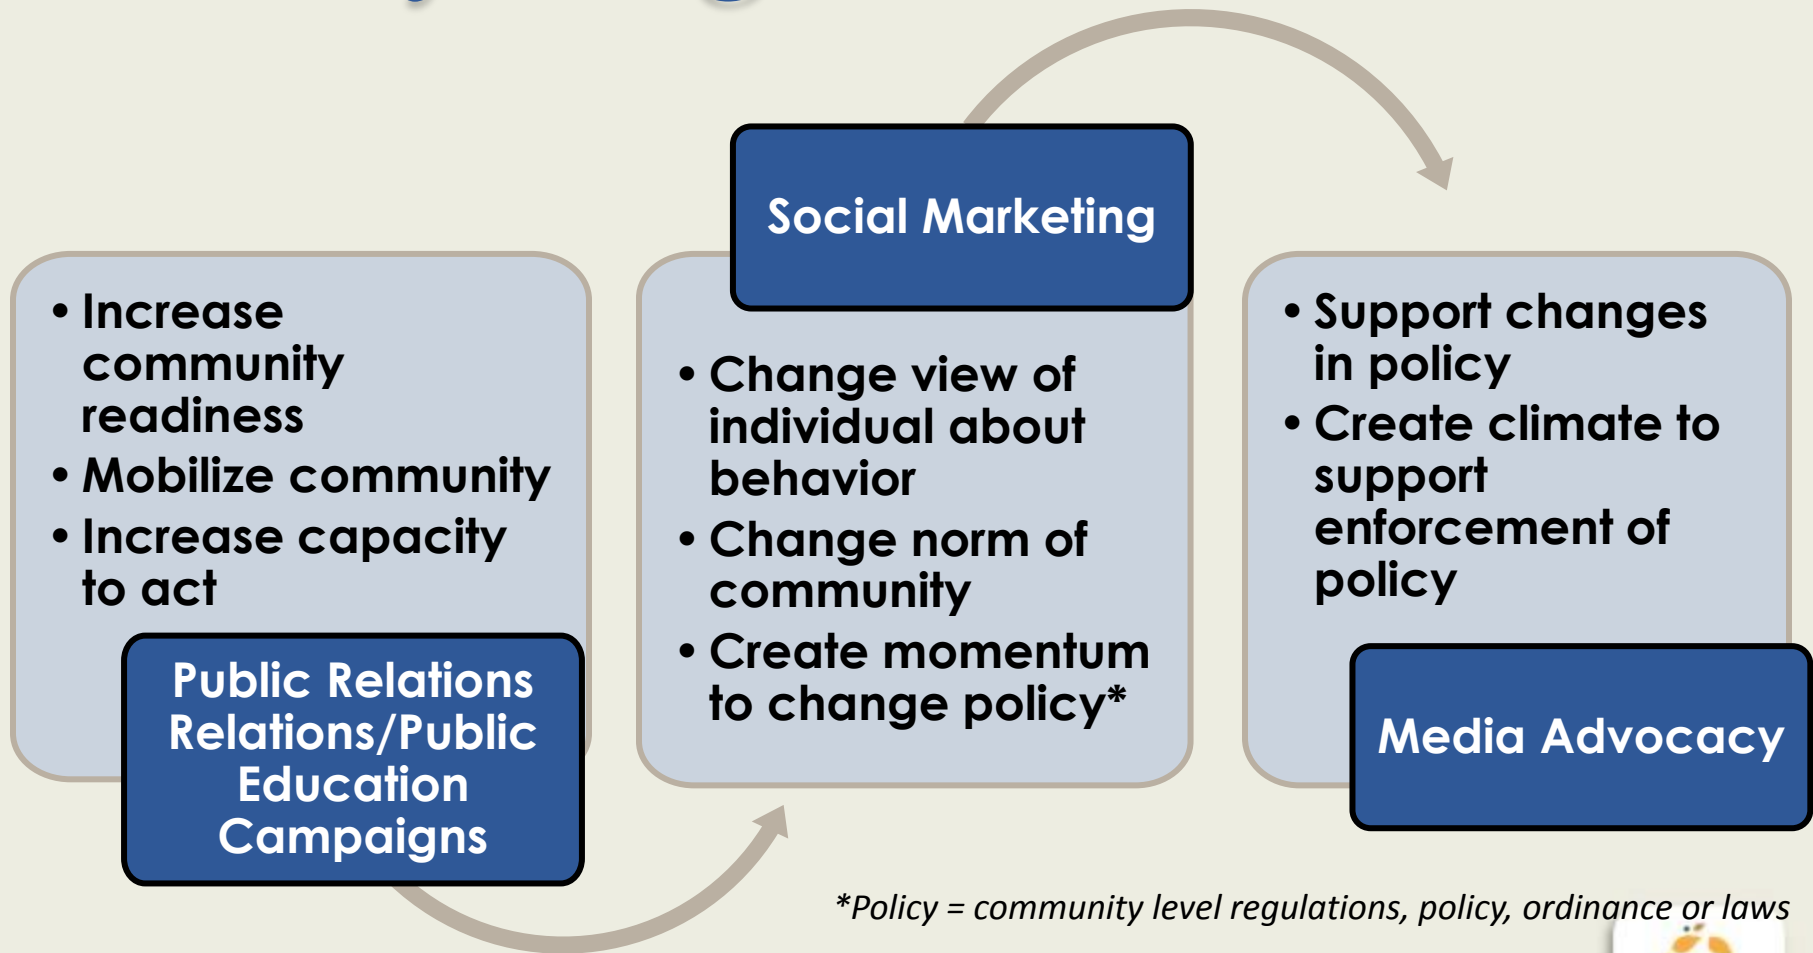 • Increase
community
readiness
• Mobilize community
• Increase capacity
to act
Public Relations
Relations/Public
Education
Campaigns
Social Marketing
• Change view of
individual about
behavior
• Change norm of
community
• Create momentum
to change policy*
• Support changes
in policy
• Create climate to
support
enforcement of
policy
Media Advocacy
*Policy = community level regulations, policy, ordinance or laws